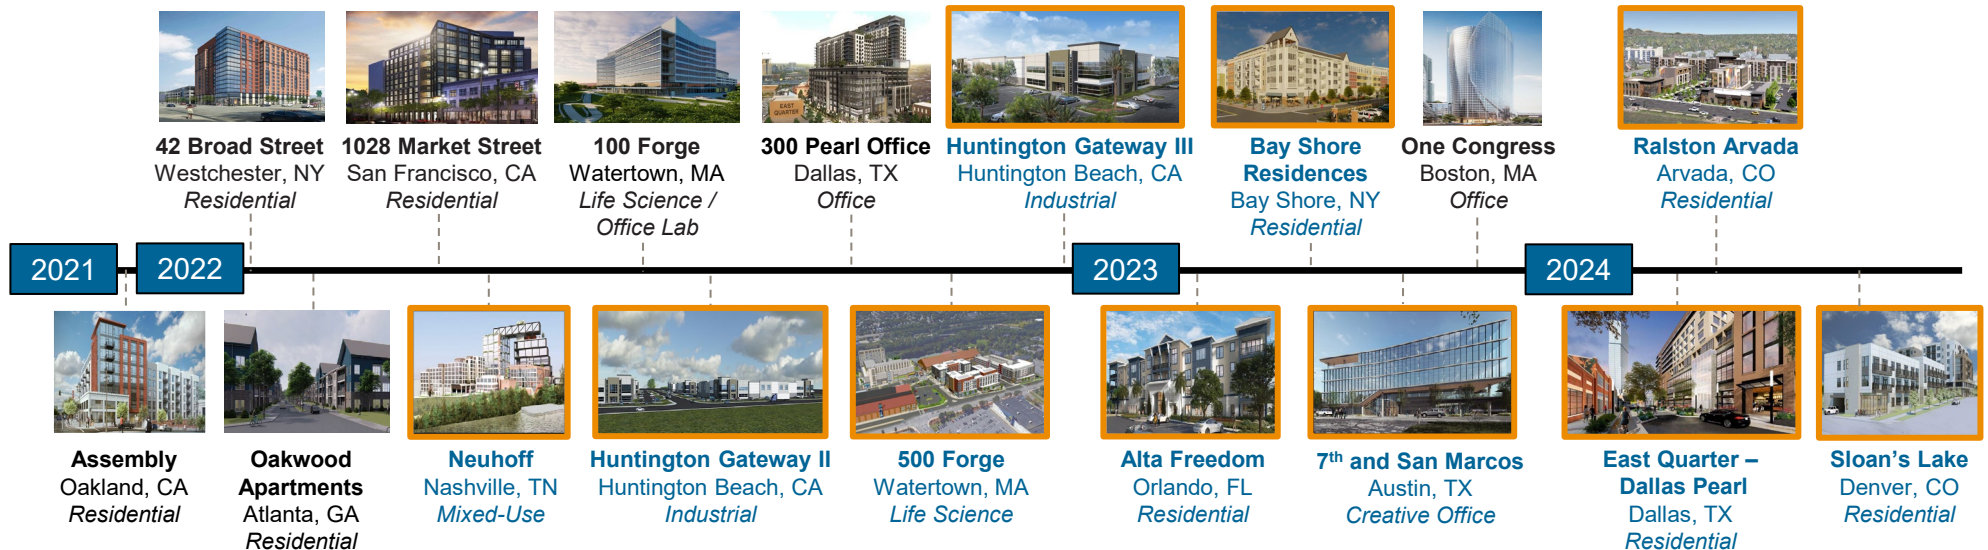 42 Broad Street
Westchester, NY
Residential
1028 Market Street
San Francisco, CA
Residential
100 Forge
Watertown, MA
Life Science /
Office Lab
EAST
QUARTER
300 Pearl Office
Dallas, TX
Office
Huntington Gateway III
Huntington Beach, CA
Industrial
Bay Shore
Residences
Bay Shore, NY
Residential
One Congress
Boston, MA
Office
Ralston Arvada
Arvada, CO
Residential
2021
2022
2023
2024
Assembly
Oakland, CA
Residential
Oakwood
Apartments
Atlanta, GA
Residential
Neuhoff
Nashville, TN
Mixed-Use
Huntington Gateway II
Huntington Beach, CA
Industrial
500 Forge
Watertown, MA
Life Science
Alta Freedom
Orlando, FL
Residential
7th and San Marcos
Austin, TX
Creative Office
East Quarter –
Dallas Pearl
Dallas, TX
Residential
Sloan's Lake
Denver, CO
Residential